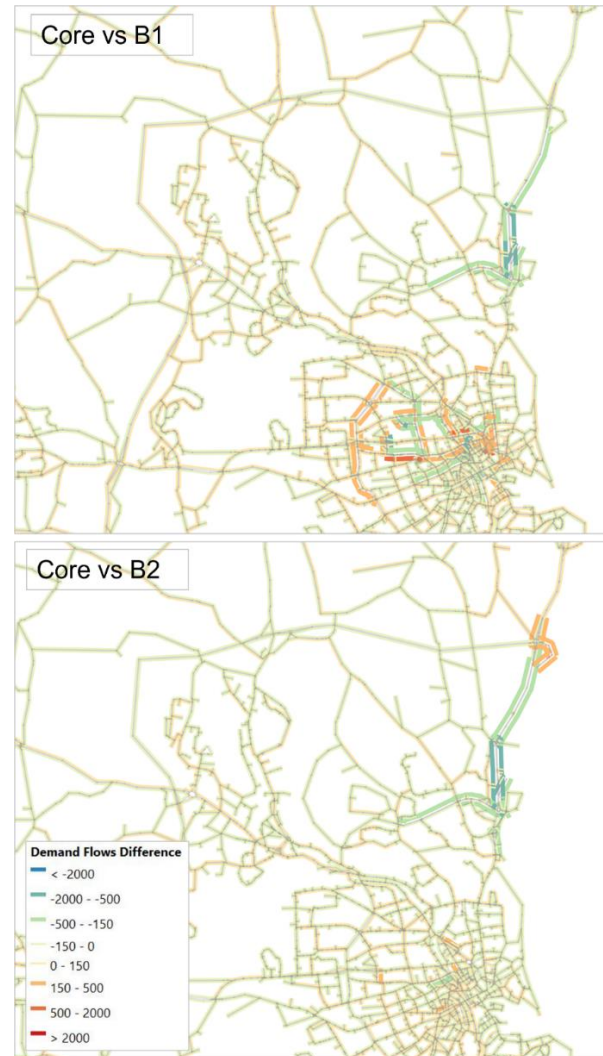 Core vs B1
Core vs B2
Demand Flows Difference
< -2000
-2000 - -500
-500 - -150
-150 - 0
0 - 150
150 - 500
500 - 2000
> 2000